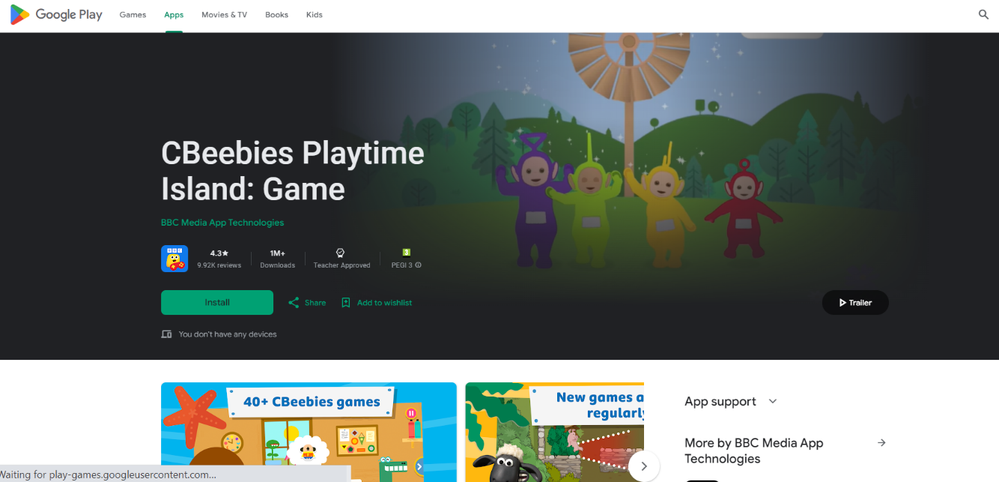 Google Play
Games
Apps
Movies & TV
Books
Kids
CBeebies Playtime
Island: Game
BBC Media App Technologies
BBC
4.3★
9.92K reviews
1M+
Downloads
Teacher Approved
3
PEGI 3
Install
Share
Add to wishlist
Trailer
You don't have any devices
40+ CBeebies games
New games a
regularly
App support
More by BBC Media App
Technologies
Waiting for play-games.googleusercontent.com...